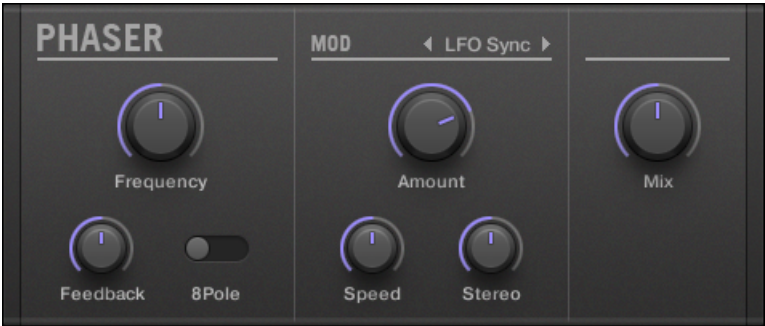 PHASER
Frequency
Feedback
8Pole
MOD
LFO Sync
Amount
Speed
Stereo
Mix